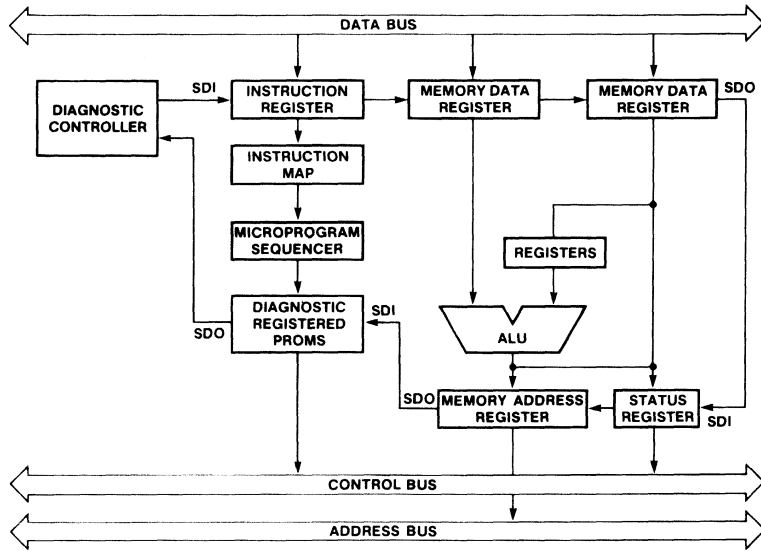 DATA BUS
SDI
DIAGNOSTIC
CONTROLLER
INSTRUCTION
REGISTER
MEMORY DATA
REGISTER
MEMORY DATA
REGISTER
SDO
INSTRUCTION
MAP
MICROPROGRAM
SEQUENCER
REGISTERS
SDO
DIAGNOSTIC
REGISTERED
PROMS
SDI
ALU
SDO
MEMORY ADDRESS
REGISTER
STATUS
REGISTER
SDI
CONTROL BUS
ADDRESS BUS